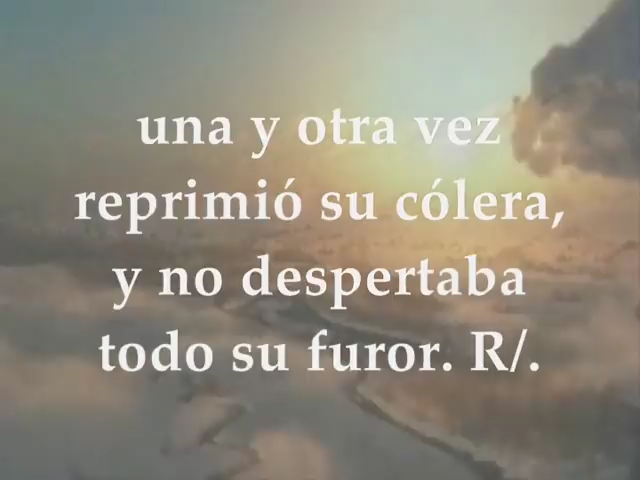 una y otra vez
reprimió su cólera,
y no despertaba
todo su furor. R/.